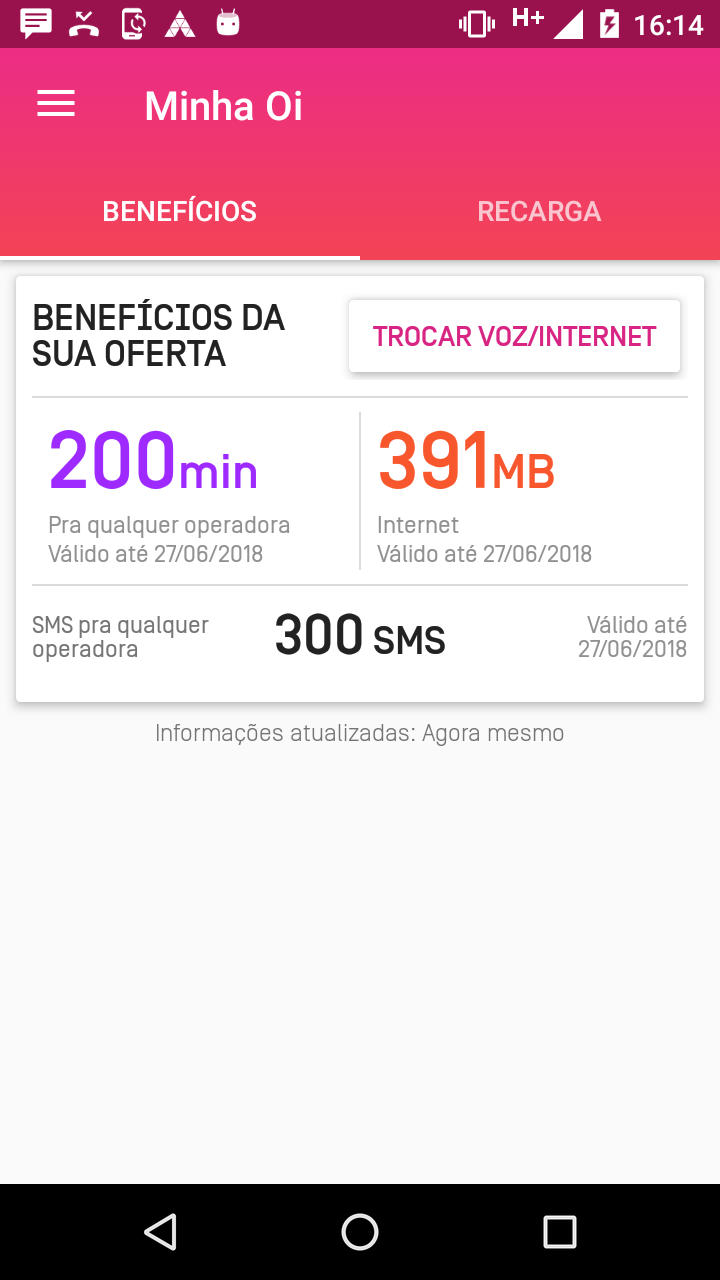 H+ 16:14
Minha Oi
BENEFÍCIOS RECARGA
BENEFÍCIOS DA
SUA OFERTA
TROCAR VOZ/INTERNET
200min
Pra qualquer operadora
Válido até 27/06/2018
391MB
Internet
Válido até 27/06/2018
SMS pra qualquer
operadora
300 SMS
Válido até
27/06/2018
Informações atualizadas: Agora mesmo